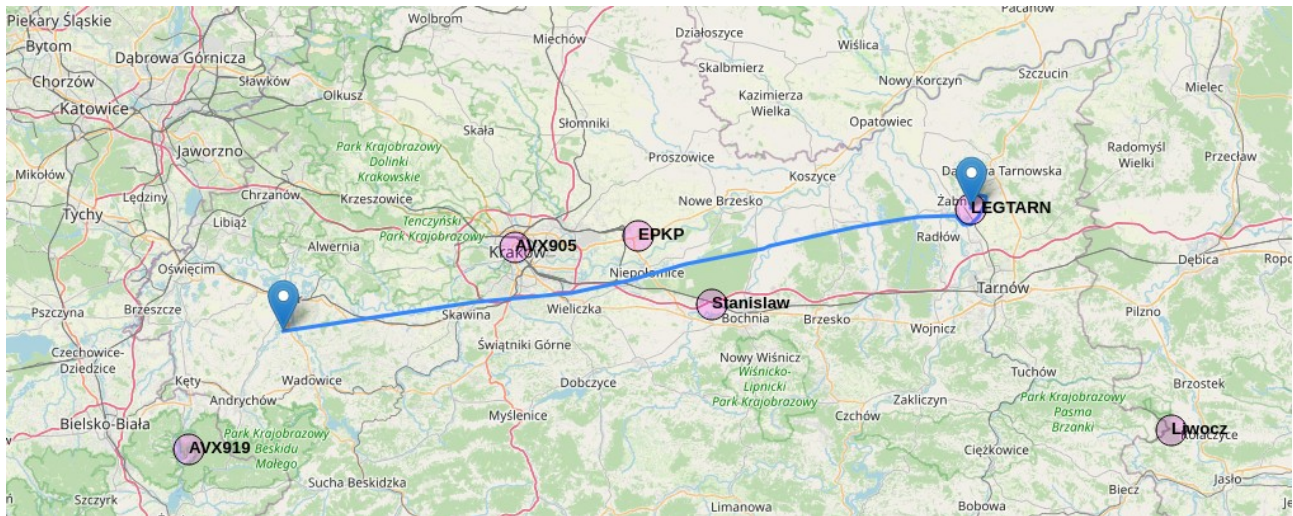 Piekary Śląskie
Bytom
Chorzów
Katowice
Dąbrowa Górnicza
Sławków
Olkusz
Wolbrom
Miechów
Działoszyce
Skalbmierz
Kazimierza
Wielka
Wiślica
Pacanów
Nowy Korczyn
Szczucin
Opatowiec
Mielec
Jaworzno
Mikołów
Tychy
Lędziny
Chrzanów
Libiąż
Krzeszowice
Alwernia
Park Krajobrazowy
Dolinki
Krakowskie
Tenczyński
Park Krajobrazowy
Skała
Słomniki
Proszowice
Koszyce
Nowe Brzesko
Radomyśl
Wielki
Przecław
Tarnowska
LEGTARN
Radłów
EPKP
AVX905
Kraków
Niepołomice
Stanislaw
Bochnia
Brzesko
Wojnicz
Tarnów
Dębica
Pilzno
Oświęcim
Pszczyna
Brzeszcze
Skawina
Wieliczka
Świątniki Górne
Czechowice-
Dziedzice
Kęty
Wadowice
Andrychów
Bielsko-Biała
AVX919
Park Krajobrazowy
Beskidu
Małego
Dobczyce
Myślenice
Nowy Wiśnicz
Wiśnicko-
Lipnicki
Park Krajobrazowy
Czchów
Zakliczyn
Tuchów
Park Krajobrazowy
Pasma
Brzanki
Ciężkowice
Brzostek
Liwocz
Kołaczyce
Jasło
Biecz
Bobowa
Limanowa
Sucha Beskidzka
Szczyrk